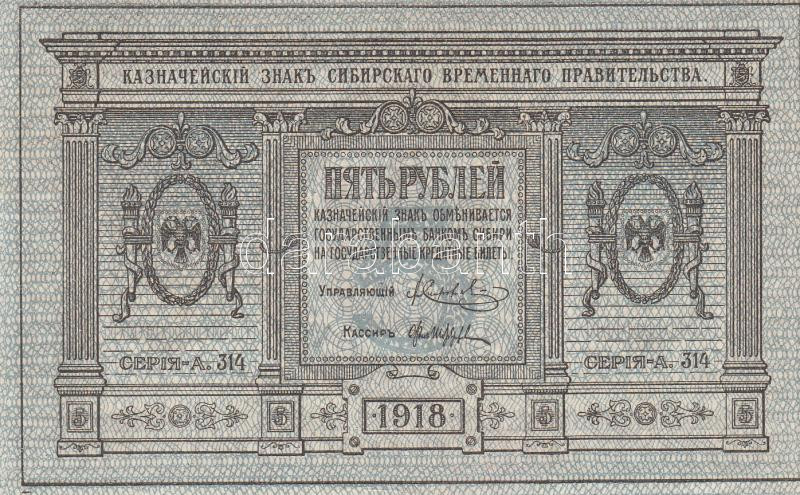 КАЗНАЧЕЙСКІЙ ЗНАКЪ СИБИРСКАГО ВРЕМЕННАГО ПРАВИТЕЛЬСТВА.
ПЯТЬ РУБЛЕЙ
КАЗНАЧЕЙСКІЙ ЗНАКЪ ОБМѢНИВАЕТСЯ
ГОСУДАРСТВЕННЫМЪ БАНКОМЪ СИБИРИ
НА ГОСУДАРСТВЕННЫЕ КРЕДИТНЫЕ БИЛЕТЫ.
УПРАВЛЯЮЩІЙ
КАССИРЪ
СЕРІЯ-А. 314
СЕРІЯ-А. 314
5 5 1918 5 5
darabanth